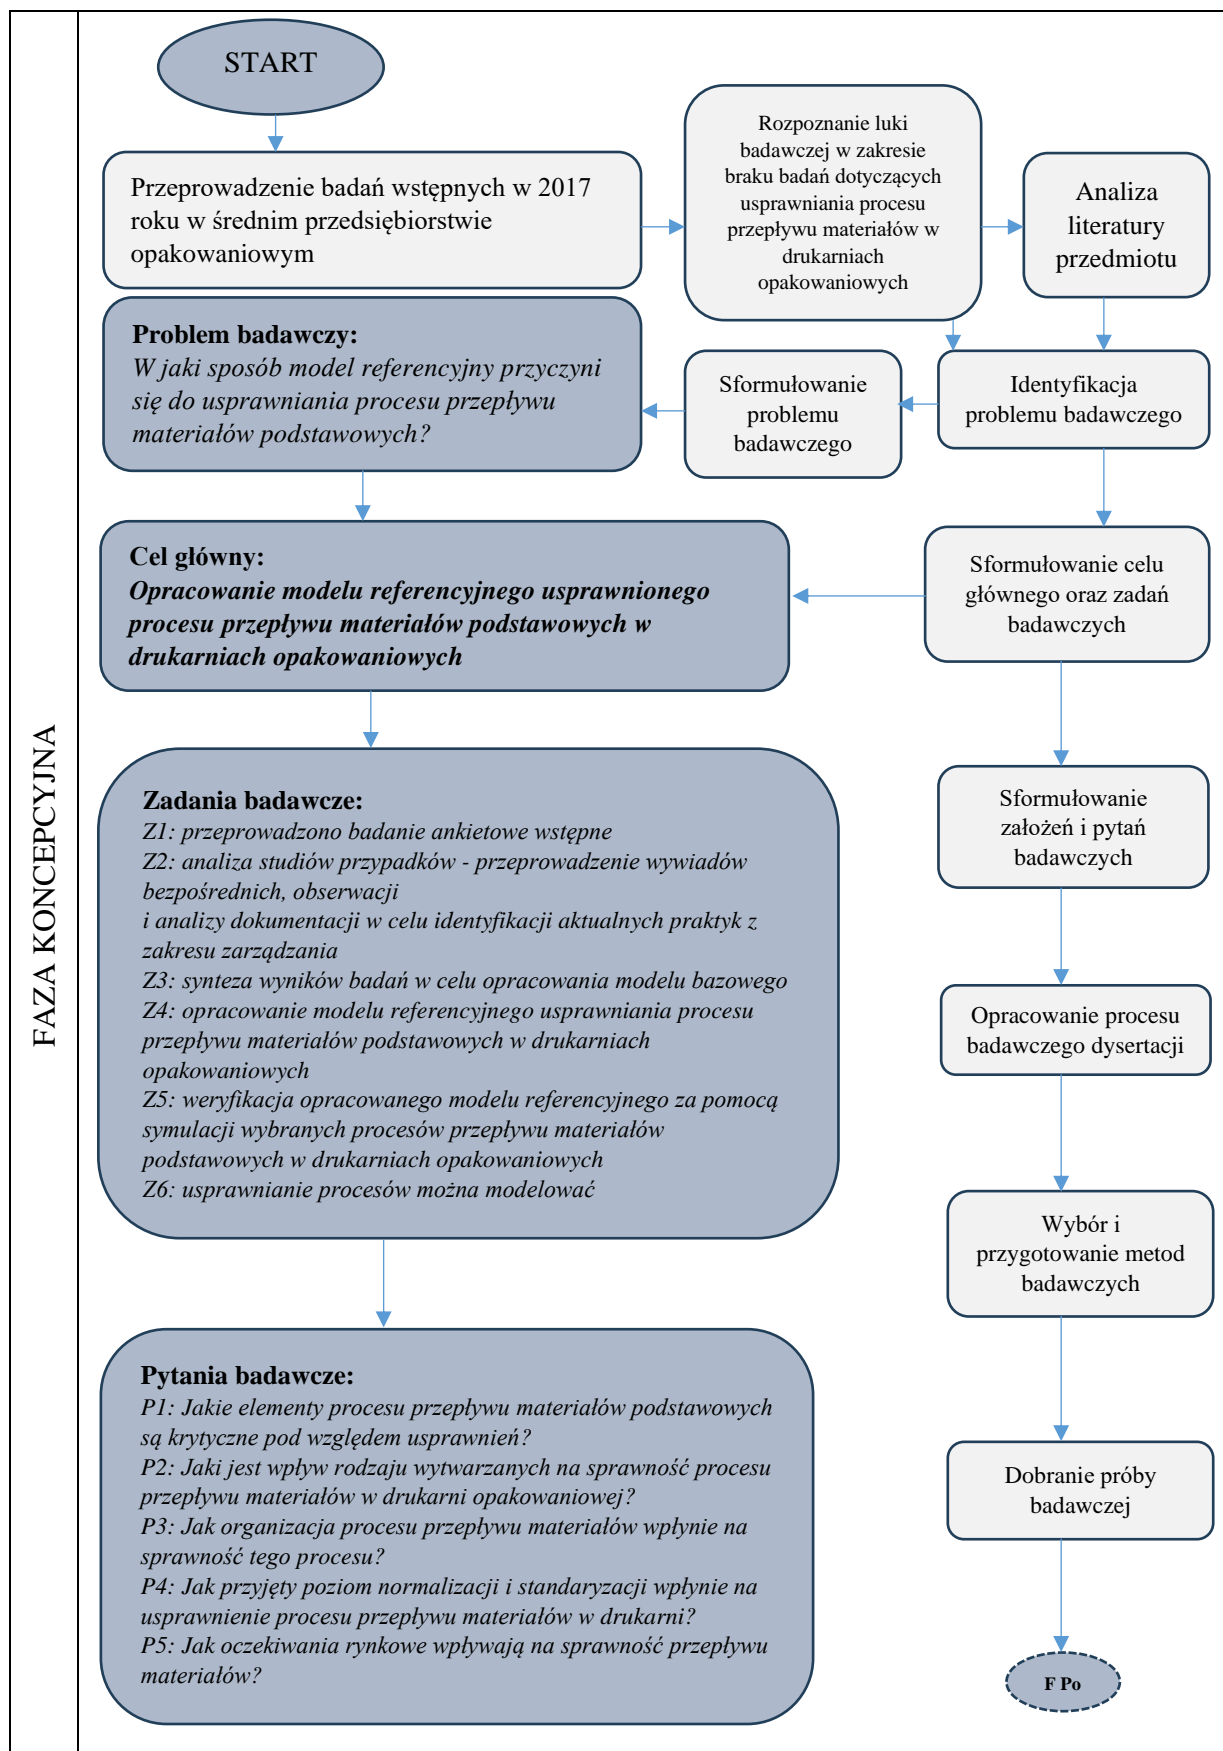 FAZA KONCEPCYJNA
START
Przeprowadzenie badań wstępnych w 2017
roku w średnim przedsiębiorstwie
opakowaniowym
Rozpoznanie luki
badawczej w zakresie
braku badań dotyczących
usprawniania procesu
przepływu materiałów w
drukarniach
opakowaniowych
Analiza
literatury
przedmiotu
Identyfikacja
problemu badawczego
Sformułowanie
problemu
badawczego
Problem badawczy:
W jaki sposób model referencyjny przyczyni
się do usprawniania procesu przepływu
materiałów podstawowych?
Sformułowanie celu
głównego oraz zadań
badawczych
Cel główny:
Opracowanie modelu referencyjnego usprawnionego
procesu przepływu materiałów podstawowych w
drukarniach opakowaniowych
Zadania badawcze:
Z1: przeprowadzono badanie ankietowe wstępne
Z2: analiza studiów przypadków - przeprowadzenie wywiadów
bezpośrednich, obserwacji
i analizy dokumentacji w celu identyfikacji aktualnych praktyk z
zakresu zarządzania
Z3: synteza wyników badań w celu opracowania modelu bazowego
Z4: opracowanie modelu referencyjnego usprawniania procesu
przepływu materiałów podstawowych w drukarniach
opakowaniowych
Z5: weryfikacja opracowanego modelu referencyjnego za pomocą
symulacji wybranych procesów przepływu materiałów
podstawowych w drukarniach opakowaniowych
Z6: usprawnianie procesów można modelować
Sformułowanie
założeń i pytań
badawczych
Opracowanie procesu
badawczego dysertacji
Wybór i
przygotowanie metod
badawczych
Pytania badawcze:
P1: Jakie elementy procesu przepływu materiałów podstawowych
są krytyczne pod względem usprawnień?
P2: Jaki jest wpływ rodzaju wytwarzanych na sprawność procesu
przepływu materiałów w drukarni opakowaniowej?
P3: Jak organizacja procesu przepływu materiałów wpłynie na
sprawność tego procesu?
P4: Jak przyjęty poziom normalizacji i standaryzacji wpłynie na
usprawnienie procesu przepływu materiałów w drukarni?
P5: Jak oczekiwania rynkowe wpływają na sprawność przepływu
materiałów?
Dobranie próby
badawczej
F Po